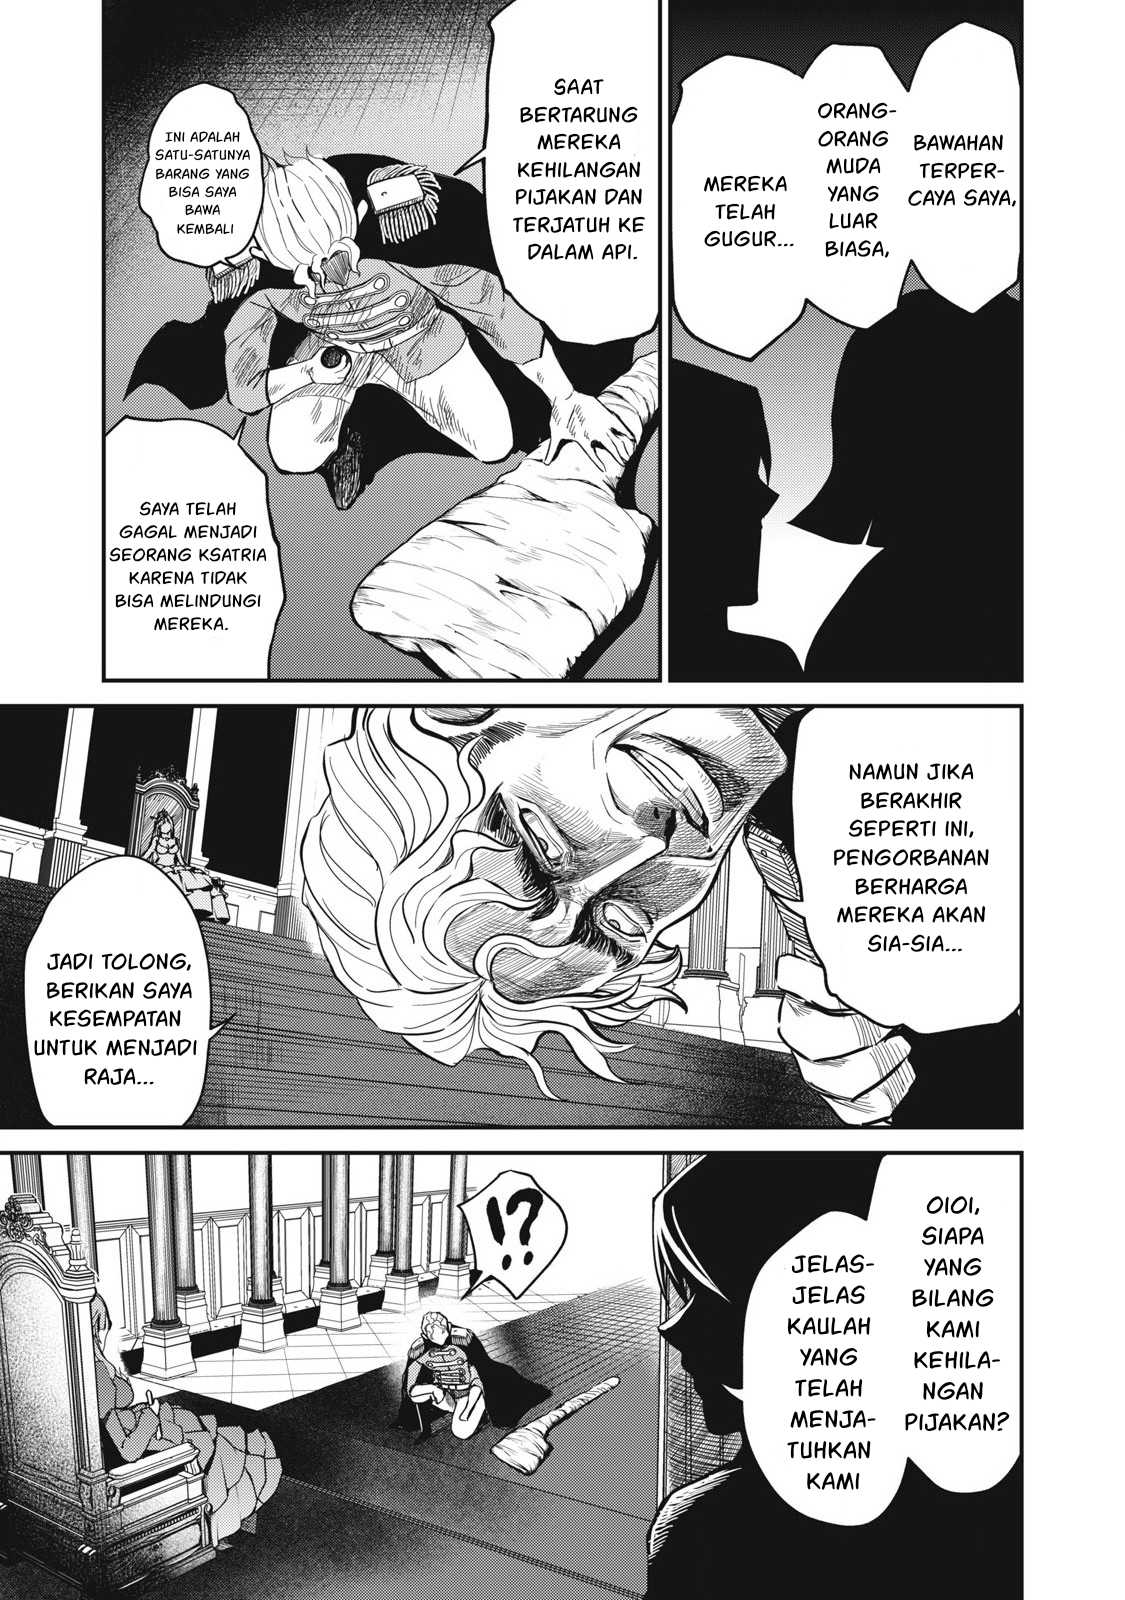 BAWAHAN
TERPER-
CAYA SAYA,
ORANG-
ORANG
MUDA
YANG
LUAR
BIASA,
MEREKA
TELAH
GUGUR...
SAAT
BERTARUNG
MEREKA
KEHILANGAN
PIJAKAN DAN
TERJATUH KE
DALAM API.
INI ADALAH
SATU-SATUNYA
BARANG YANG
BISA SAYA
BAWA
KEMBALI
SAYA TELAH
GAGAL MENJADI
SEORANG KSATRIA
KARENA TIDAK
BISA MELINDUNGI
MEREKA.
NAMUN JIKA
BERAKHIR
SEPERTI INI,
PENGORBANAN
BERHARGA
MEREKA AKAN
SIA-SIA...
JADI TOLONG,
BERIKAN SAYA
KESEMPATAN
UNTUK MENJADI
RAJA...
OIOI,
SIAPA
YANG
BILANG
KAMI
KEHILA-
NGAN
PIJAKAN?
JELAS-
JELAS
KAULAH
YANG
TELAH
MENJA-
TUHKAN
KAMI
!?